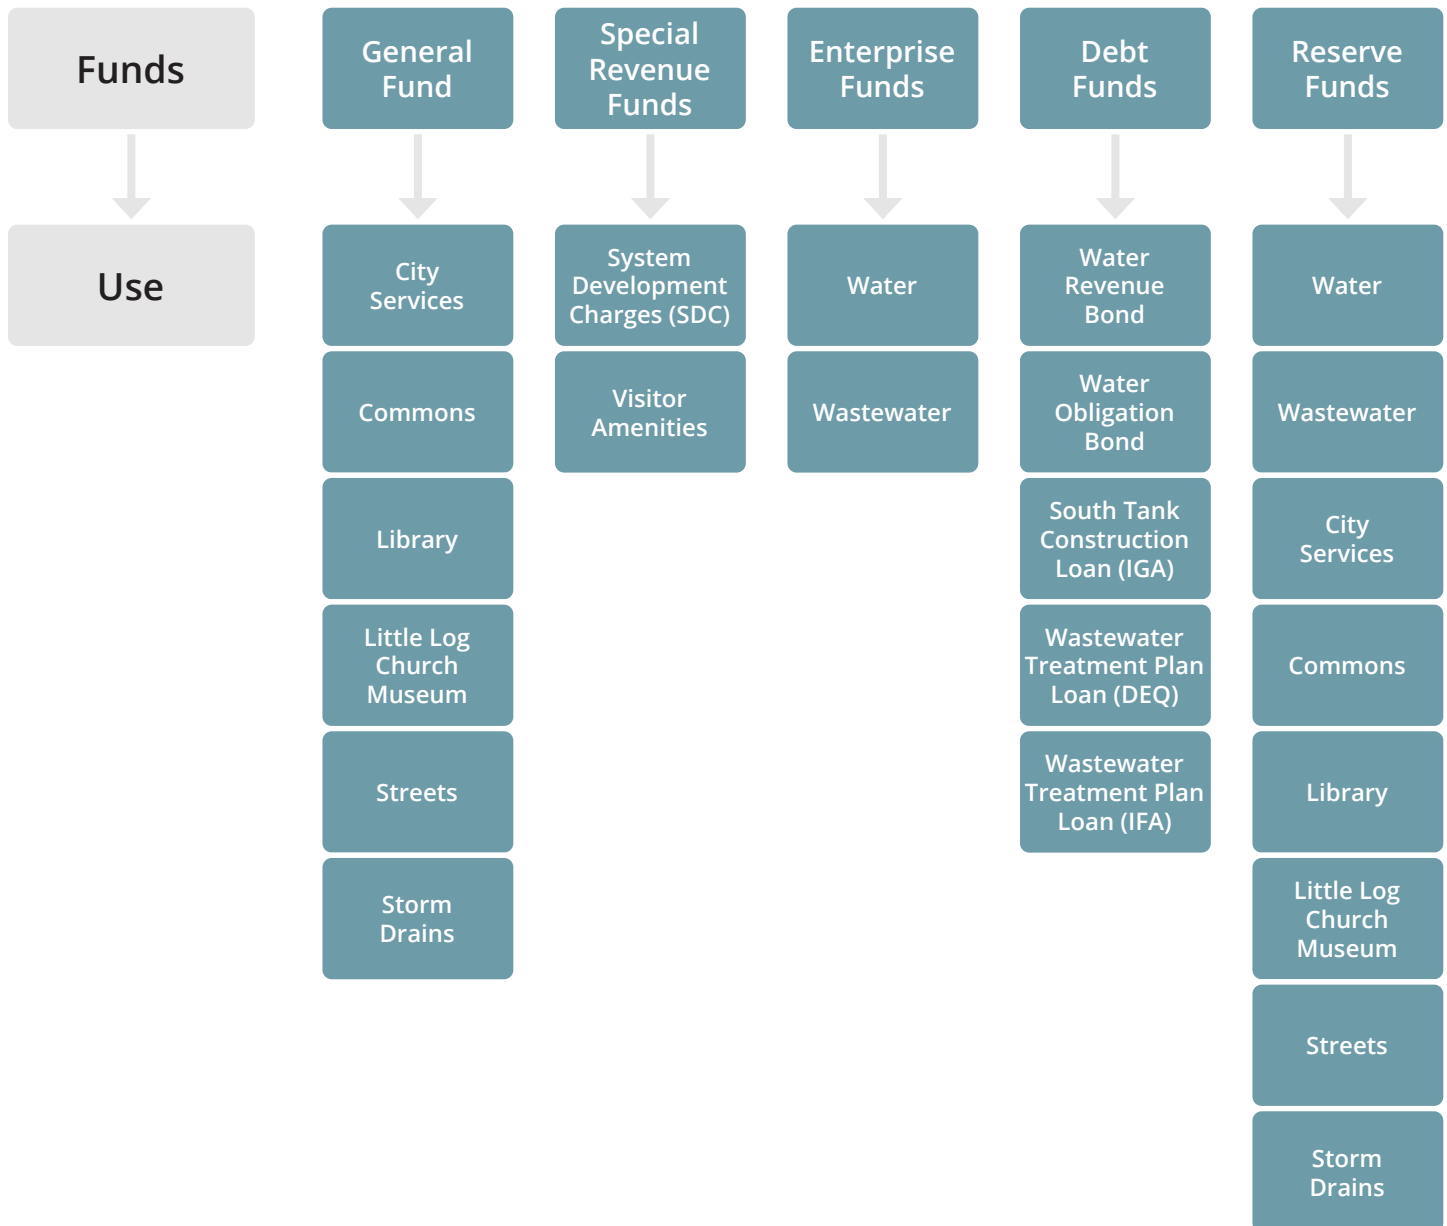 Funds
General
Fund
Special
Revenue
Funds
Enterprise
Funds
Debt
Funds
Reserve
Funds
Use
City
Services
Commons
Library
Little Log
Church
Museum
Streets
Storm
Drains
System
Development
Charges (SDC)
Visitor
Amenities
Water
Wastewater
Water
Revenue
Bond
Water
Obligation
Bond
South Tank
Construction
Loan (IGA)
Wastewater
Treatment Plan
Loan (DEQ)
Wastewater
Treatment Plan
Loan (IFA)
Water
Wastewater
City
Services
Commons
Library
Little Log
Church
Museum
Streets
Storm
Drains